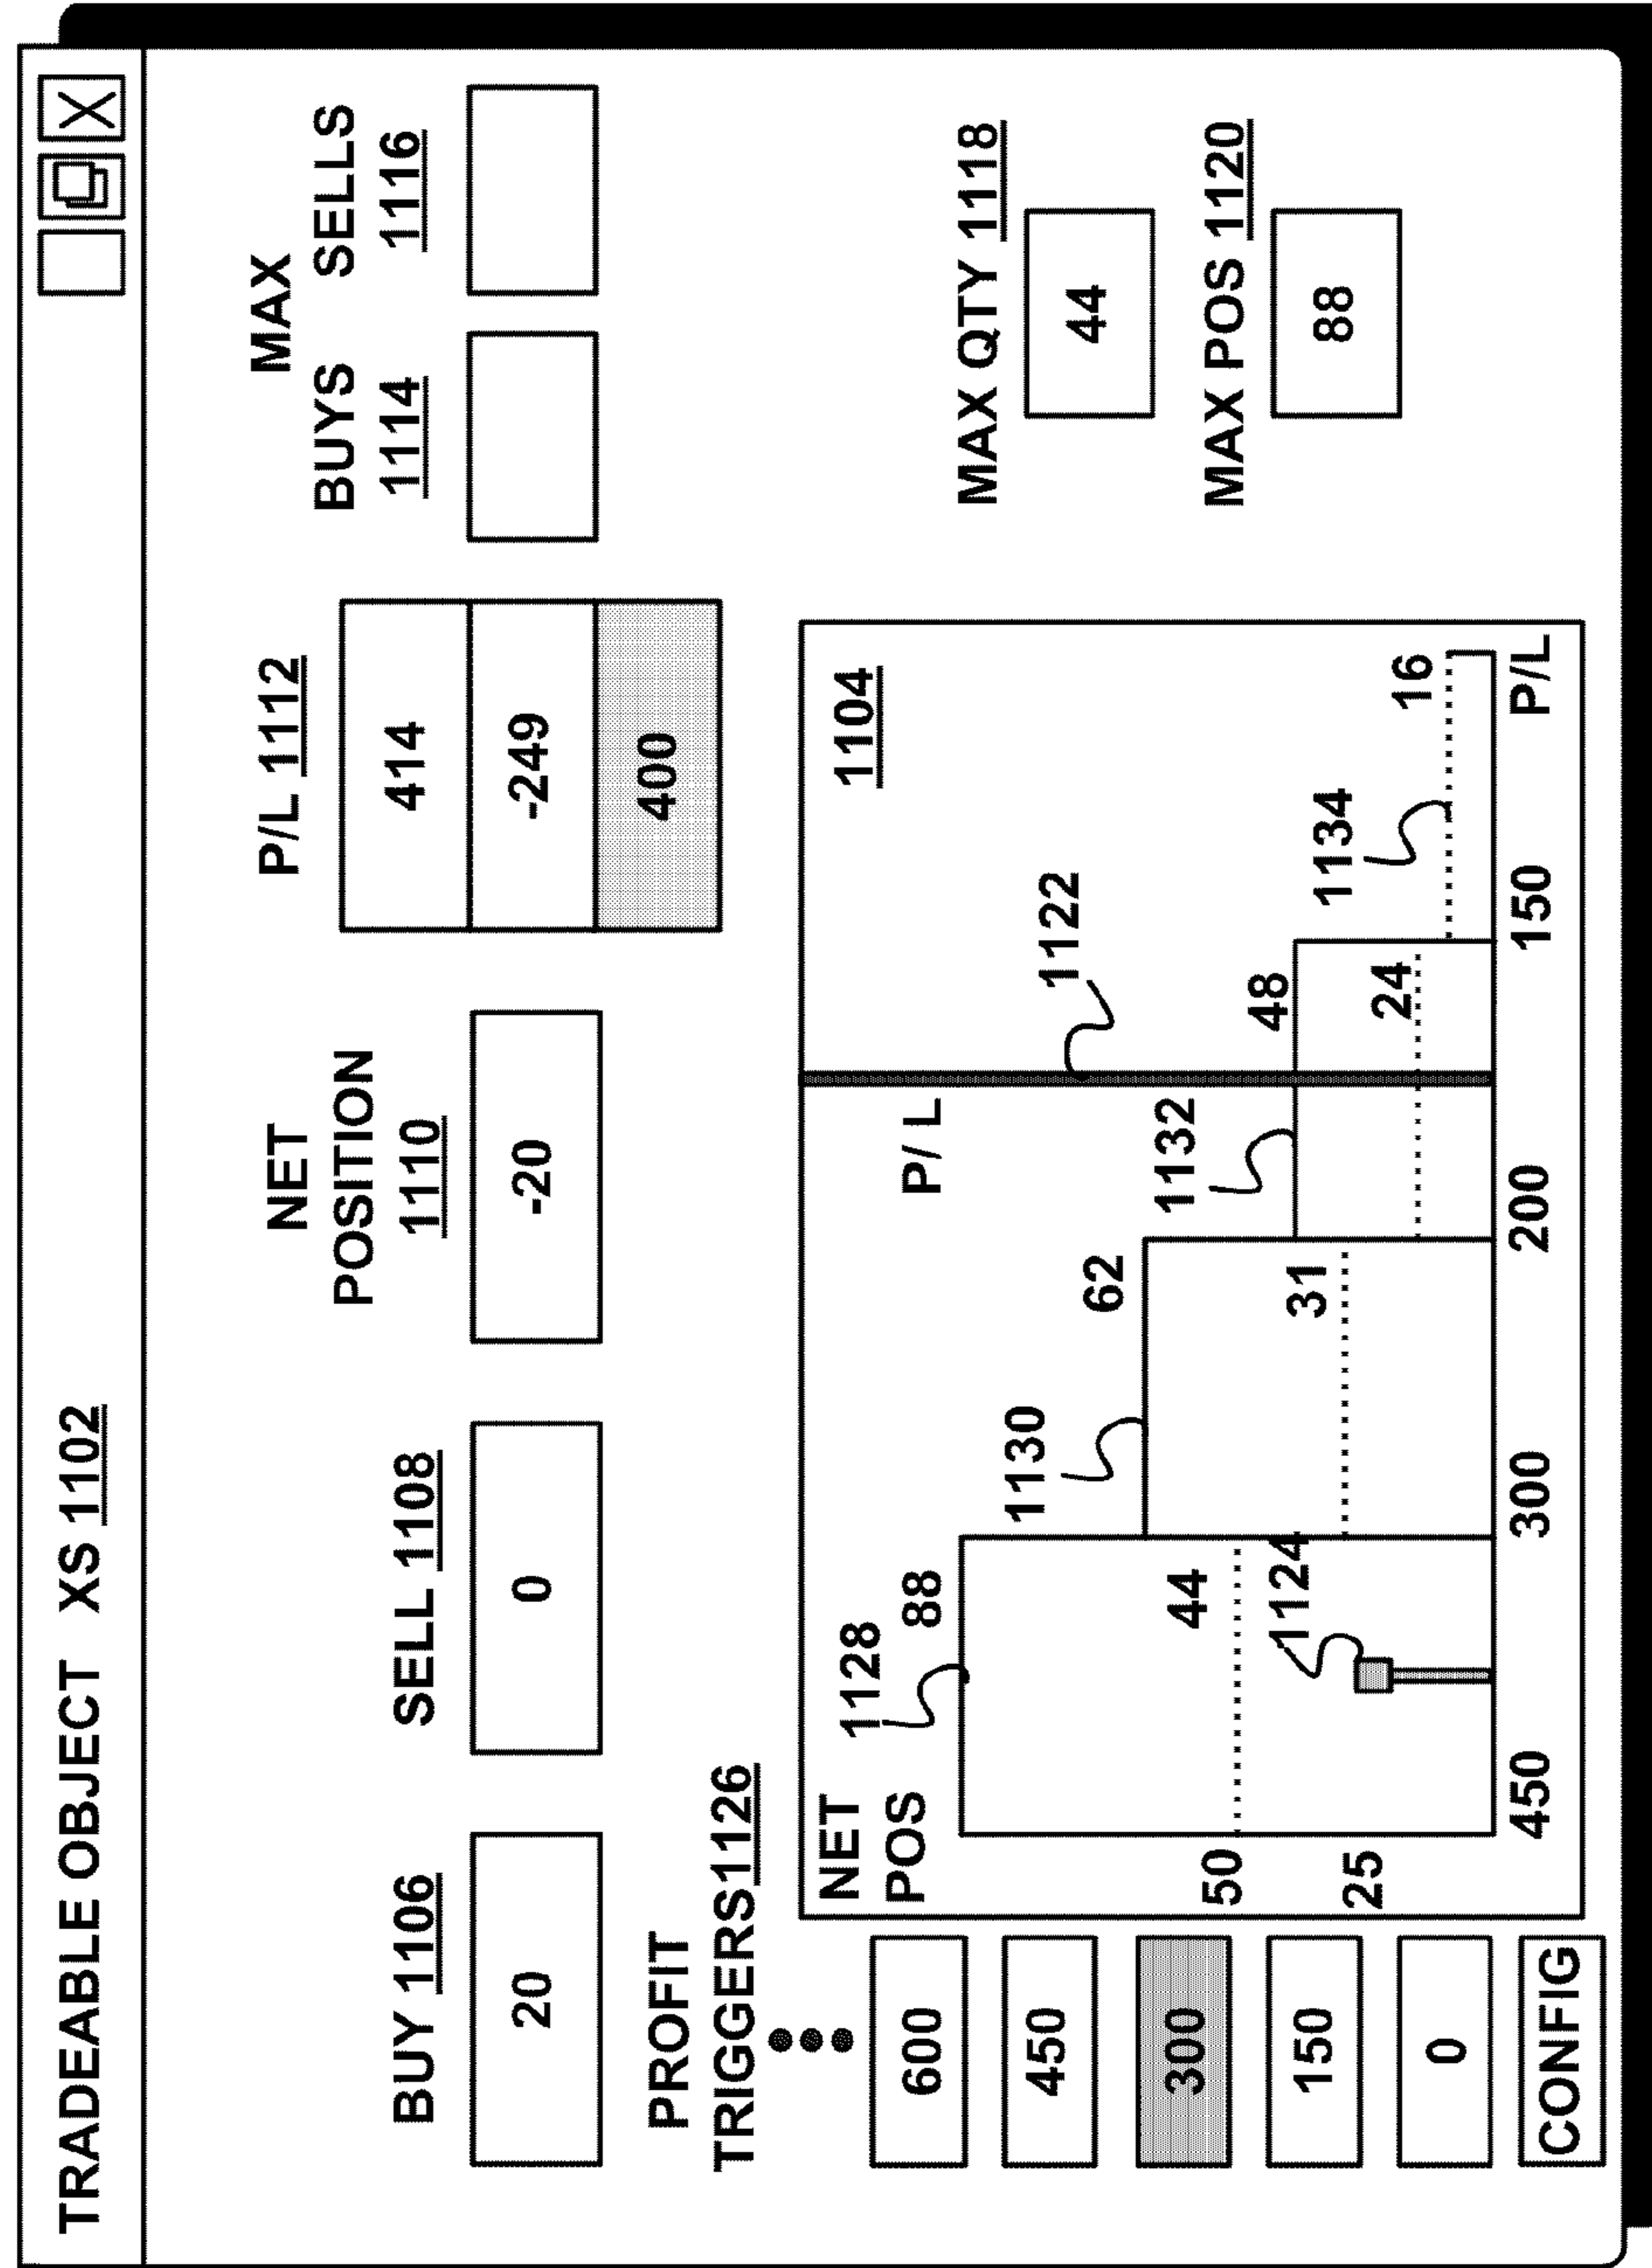 TRADEABLE OBJECT XS 1102
X
MAX
BUY 1106
SELL 1108
NET
POSITION
1110
P/L 1112
BUYS
1114
SELLS
1116
20
0
-20
414
-249
400
PROFIT
TRIGGERS1126
600
450
300
150
0
CONFIG
NET
POS
1128
88
1104
P/ L
1122
1130
62
1132
48
50
44
1124
31
24
1134
16
25
450
300
200
150
P/L
MAX QTY 1118
44
MAX POS 1120
88